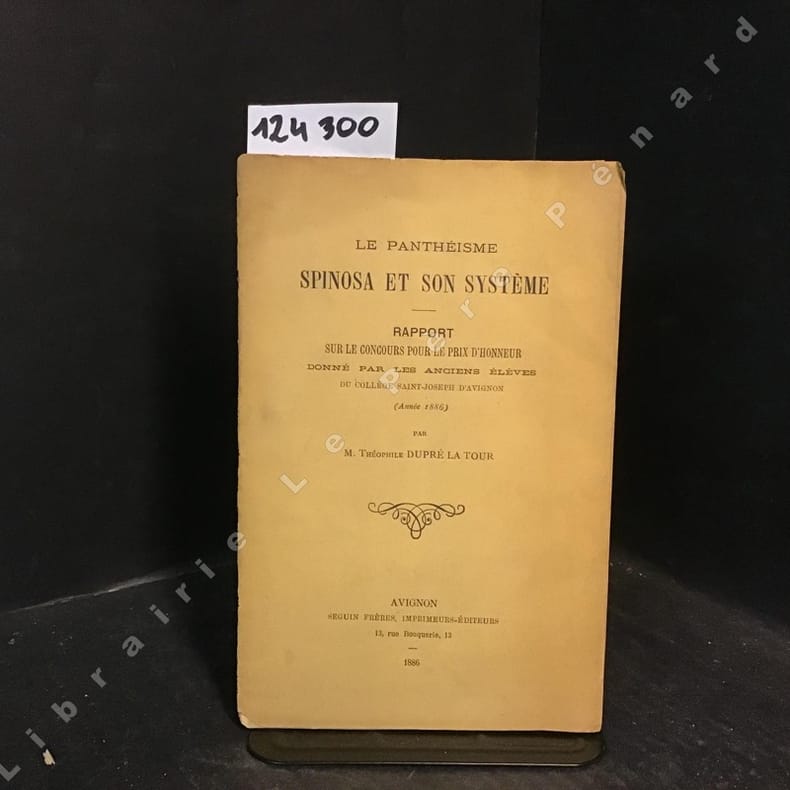 124 300
LE PANTHÉISME
SPINOSA ET SON SYSTÈME
RAPPORT
SUR LE CONCOURS POUR LE PRIX D'HONNEUR
DONNÉ PAR LES ANCIENS ÉLÈVES
DU COLLÈGE SAINT-JOSEPH D'AVIGNON
(Année 1886)
PAR
M. THÉOPHILE DUPRÉ LA TOUR
AVIGNON
SEGUIN FRÈRES, IMPRIMEURS-ÉDITEURS
13, rue Bouquerie, 13
1886
Librairie Le Père Pénard